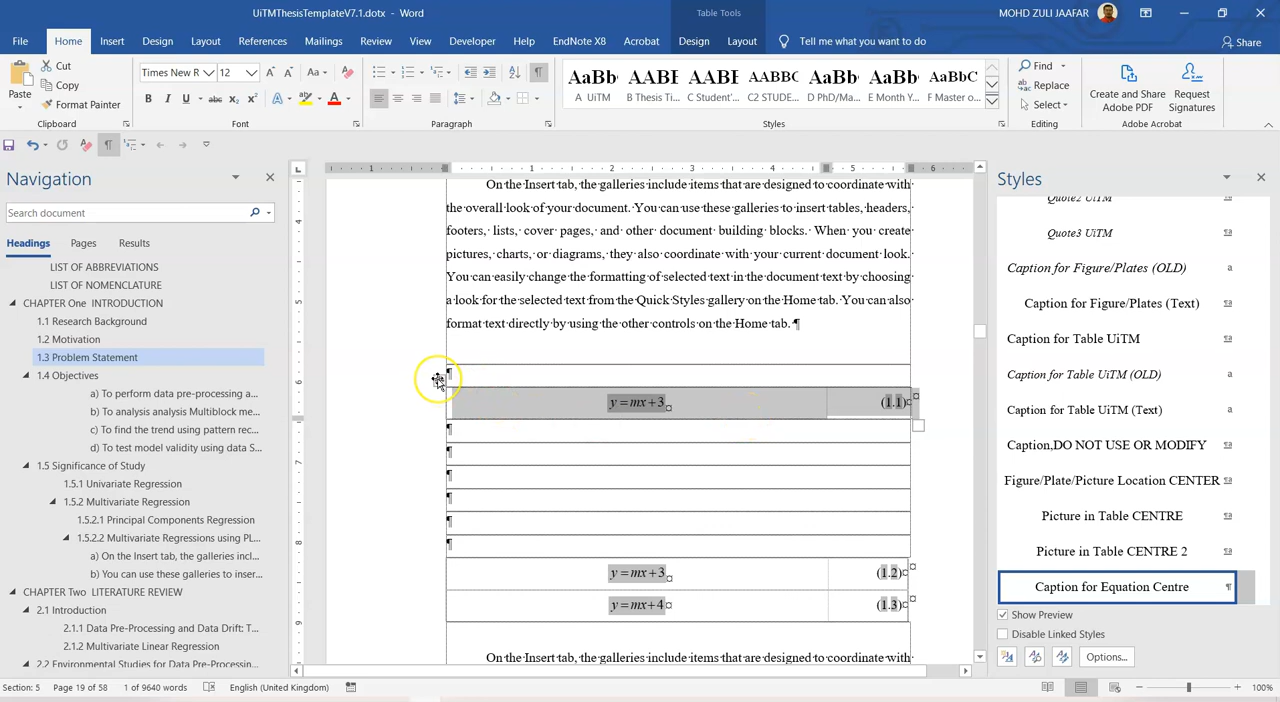 UiTMThesisTemplateV7.1.dotx - Word
Table Tools
MOHD ZULI JAAFAR
File Home Insert Design Layout References Mailings Review View Developer Help EndNote X8 Acrobat Design Layout Tell me what you want to do Share
Paste
Cut
Copy
Format Painter
Clipboard
Times New R 12
Aa
B I U abc x₂ x²
Font
Paragraph
AaBb AABE AABE AABBC AaBb AaBb AaBbC
A UiTM B Thesis Ti... C Student'... C2 STUDE... D PhD/Ma... E Month Y... F Master o...
Styles
Find
Replace
Select
Editing
Create and Share Adobe PDF
Request Signatures
Adobe Acrobat
Navigation
Search document
Headings Pages Results
LIST OF ABBREVIATIONS
LIST OF NOMENCLATURE
CHAPTER One INTRODUCTION
1.1 Research Background
1.2 Motivation
1.3 Problem Statement
1.4 Objectives
a) To perform data pre-processing a...
b) To analysis analysis Multiblock me...
c) To find the trend using pattern rec...
d) To test model validity using data S...
1.5 Significance of Study
1.5.1 Univariate Regression
1.5.2 Multivariate Regression
1.5.2.1 Principal Components Regression
1.5.2.2 Multivariate Regressions using PL...
a) On the Insert tab, the galleries incl...
b) You can use these galleries to inser...
CHAPTER Two LITERATURE REVIEW
2.1 Introduction
2.1.1 Data Pre-Processing and Data Drift: T...
2.1.2 Multivariate Linear Regression
2.2 Environmental Studies for Data Pre-Processin...
1 1 2 3 4 5 6
4
5
6
7
8
9
On·the·Insert·tab,·the·galleries·include·items·that·are·designed·to·coordinate·with·
the·overall·look·of·your·document.·You·can·use·these·galleries·to·insert·tables,·headers,·
footers,·lists,·cover·pages,·and·other·document·building·blocks.·When·you·create·
pictures,·charts,·or·diagrams,·they·also·coordinate·with·your·current·document·look.·
You·can·easily·change·the·formatting·of·selected·text·in·the·document·text·by·choosing·
a·look·for·the·selected·text·from·the·Quick·Styles·gallery·on·the·Home·tab.·You·can·also·
format·text·directly·by·using·the·other·controls·on·the·Home·tab.·¶
¶
y = mx+3¤ (1.1)¤
¶
¶
¶
¶
¶
¶
y = mx+3¤ (1.2)¤
y = mx+4¤ (1.3)¤
On·the·Insert·tab,·the·galleries·include·items·that·are·designed·to·coordinate·with·
Styles
Quote2 UiTM
Quote3 UiTM
Caption for Figure/Plates (OLD) a
Caption for Figure/Plates (Text)
Caption for Table UiTM
Caption for Table UiTM (OLD) a
Caption for Table UiTM (Text)
Caption,DO NOT USE OR MODIFY
Figure/Plate/Picture Location CENTER
Picture in Table CENTRE
Picture in Table CENTRE 2
Caption for Equation Centre ¶
Show Preview
Disable Linked Styles
Options...
Section: 5 Page 19 of 58 1 of 9640 words English (United Kingdom) 100%